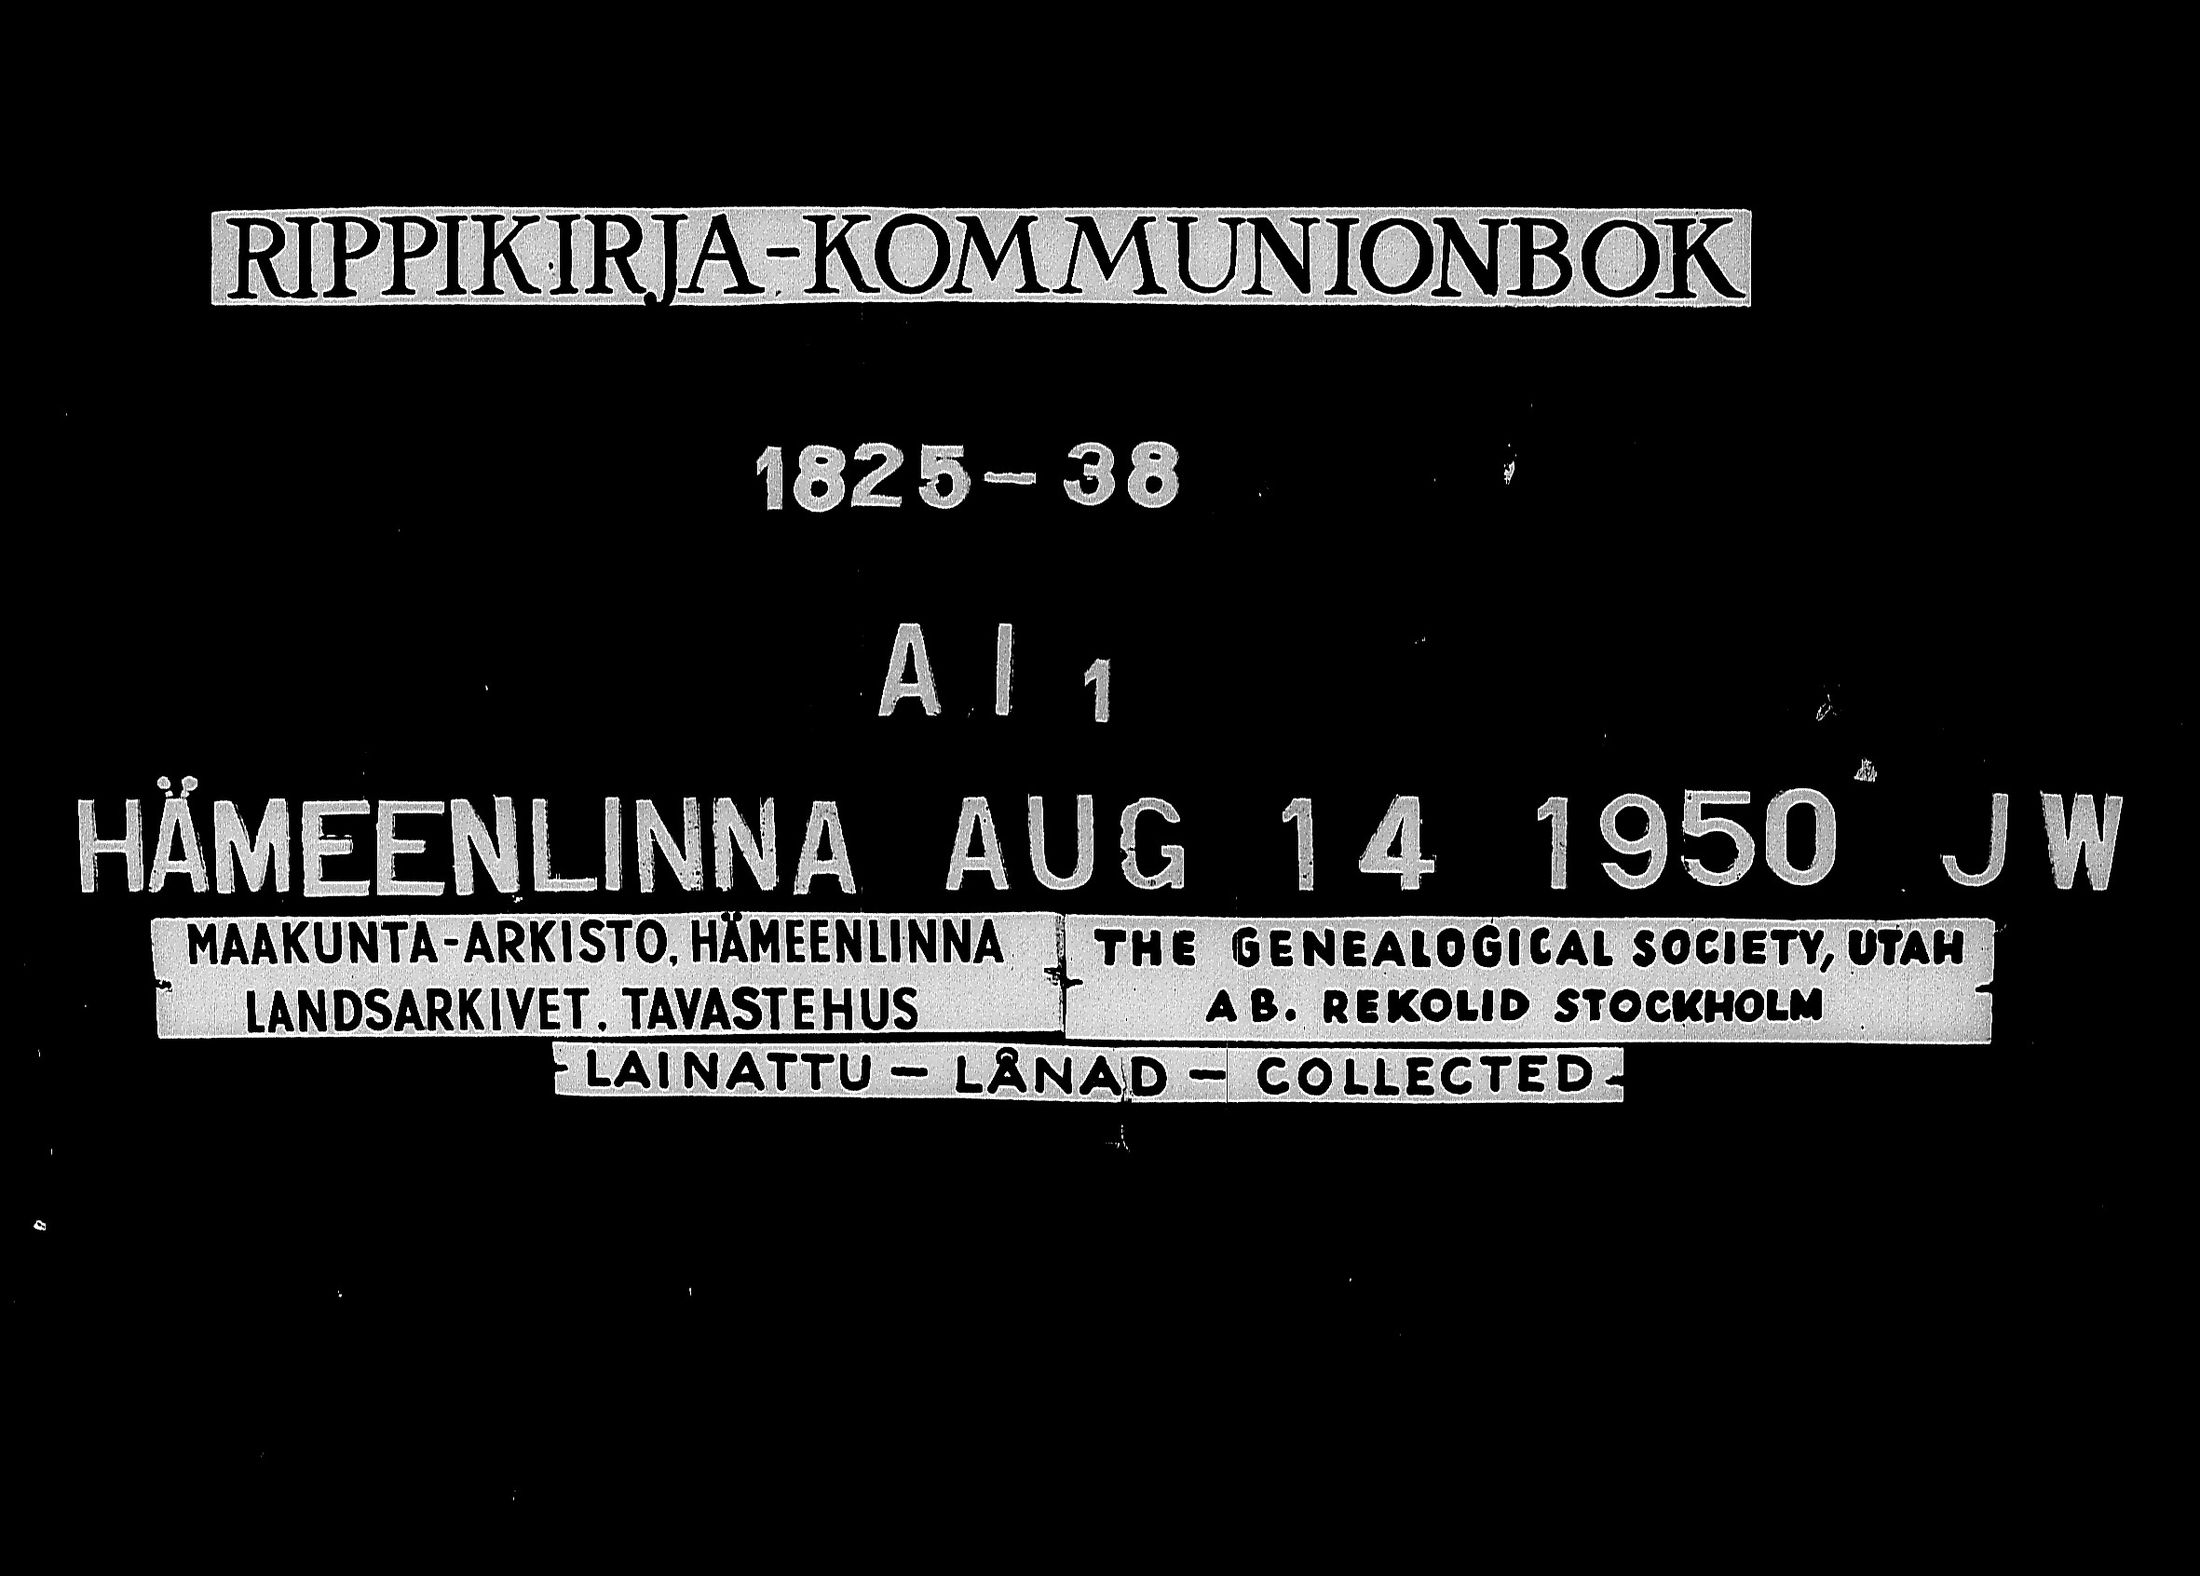 RIPPIKIRJA-KOMMUNIONBOK
1825-38
A I 1
HÄMEENLINNA AUG 14 1950 JW
MAAKUNTA-ARKISTO, HÄMEENLINNA
LANDSARKIVET. TAVASTEHUS
THE GENEALOGICAL SOCIETY, UTAH
AB. REKOLID STOCKHOLM
LAINATTU - LÅNAD - COLLECTED